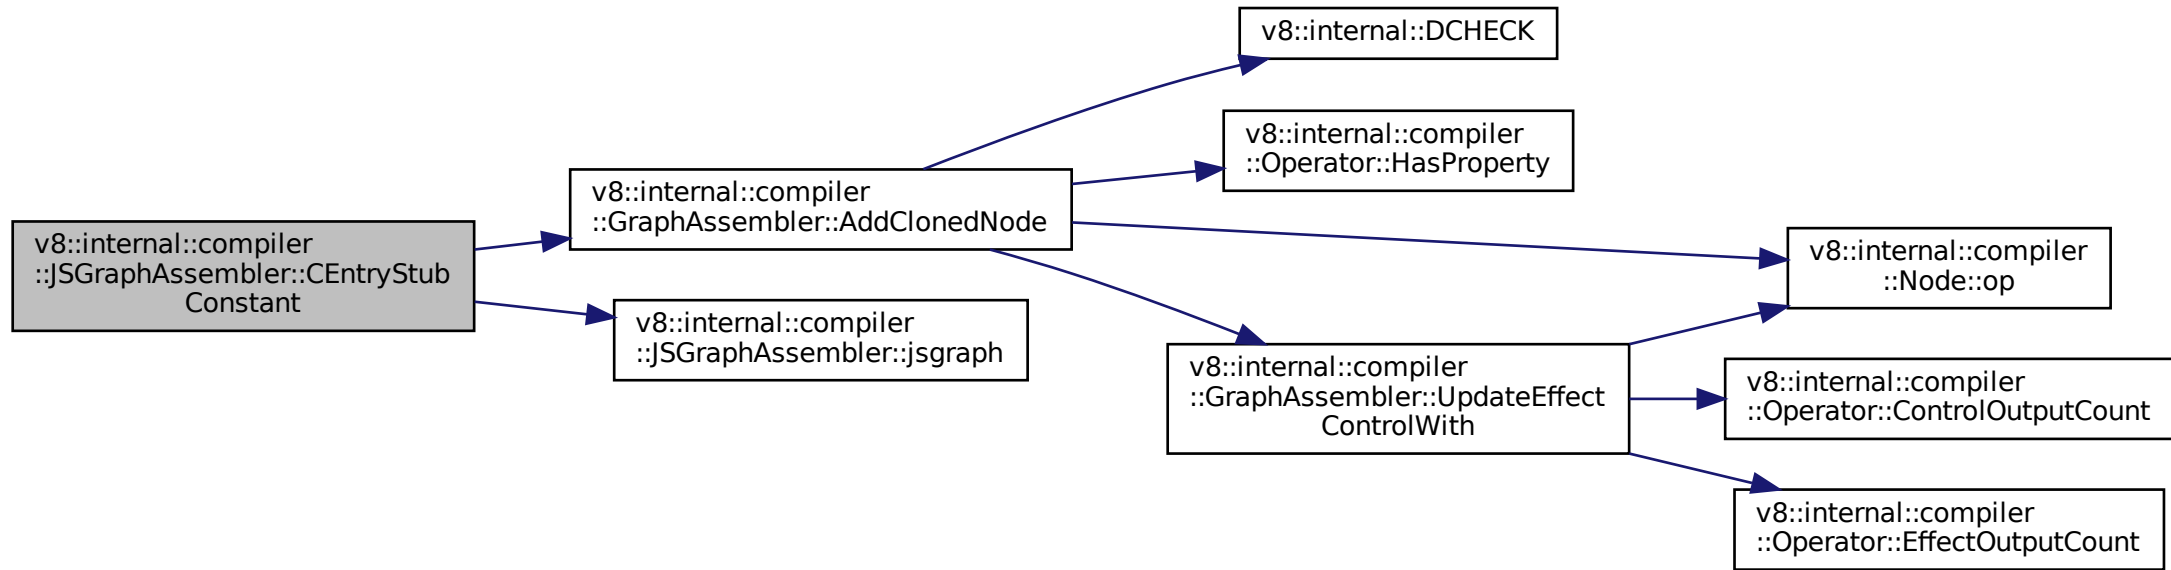 v8::internal::compiler
::JSGraphAssembler::CEntryStub
Constant
v8::internal::compiler
::GraphAssembler::AddClonedNode
v8::internal::compiler
::JSGraphAssembler::jsgraph
v8::internal::DCHECK
v8::internal::compiler
::Operator::HasProperty
v8::internal::compiler
::GraphAssembler::UpdateEffect
ControlWith
v8::internal::compiler
::Node::op
v8::internal::compiler
::Operator::ControlOutputCount
v8::internal::compiler
::Operator::EffectOutputCount